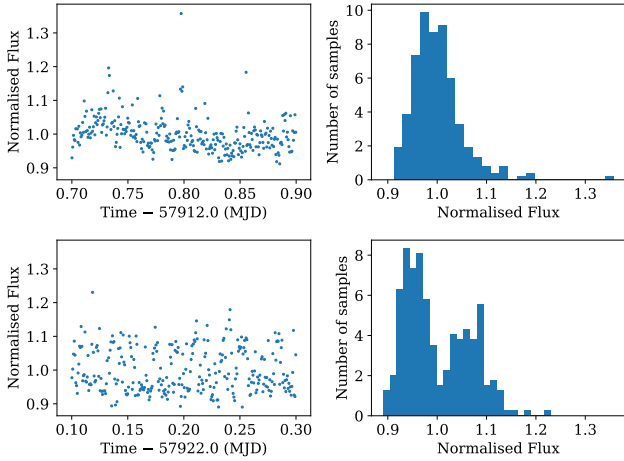 Normalised Flux
1.3
1.2
1.1
1.0
0.9
0.70 0.75 0.80 0.85 0.90
Time − 57912.0 (MJD)
Number of samples
10
8
6
4
2
0
0.9 1.0 1.1 1.2 1.3
Normalised Flux
Normalised Flux
1.3
1.2
1.1
1.0
0.9
0.10 0.15 0.20 0.25 0.30
Time − 57922.0 (MJD)
Number of samples
8
6
4
2
0
0.9 1.0 1.1 1.2 1.3
Normalised Flux